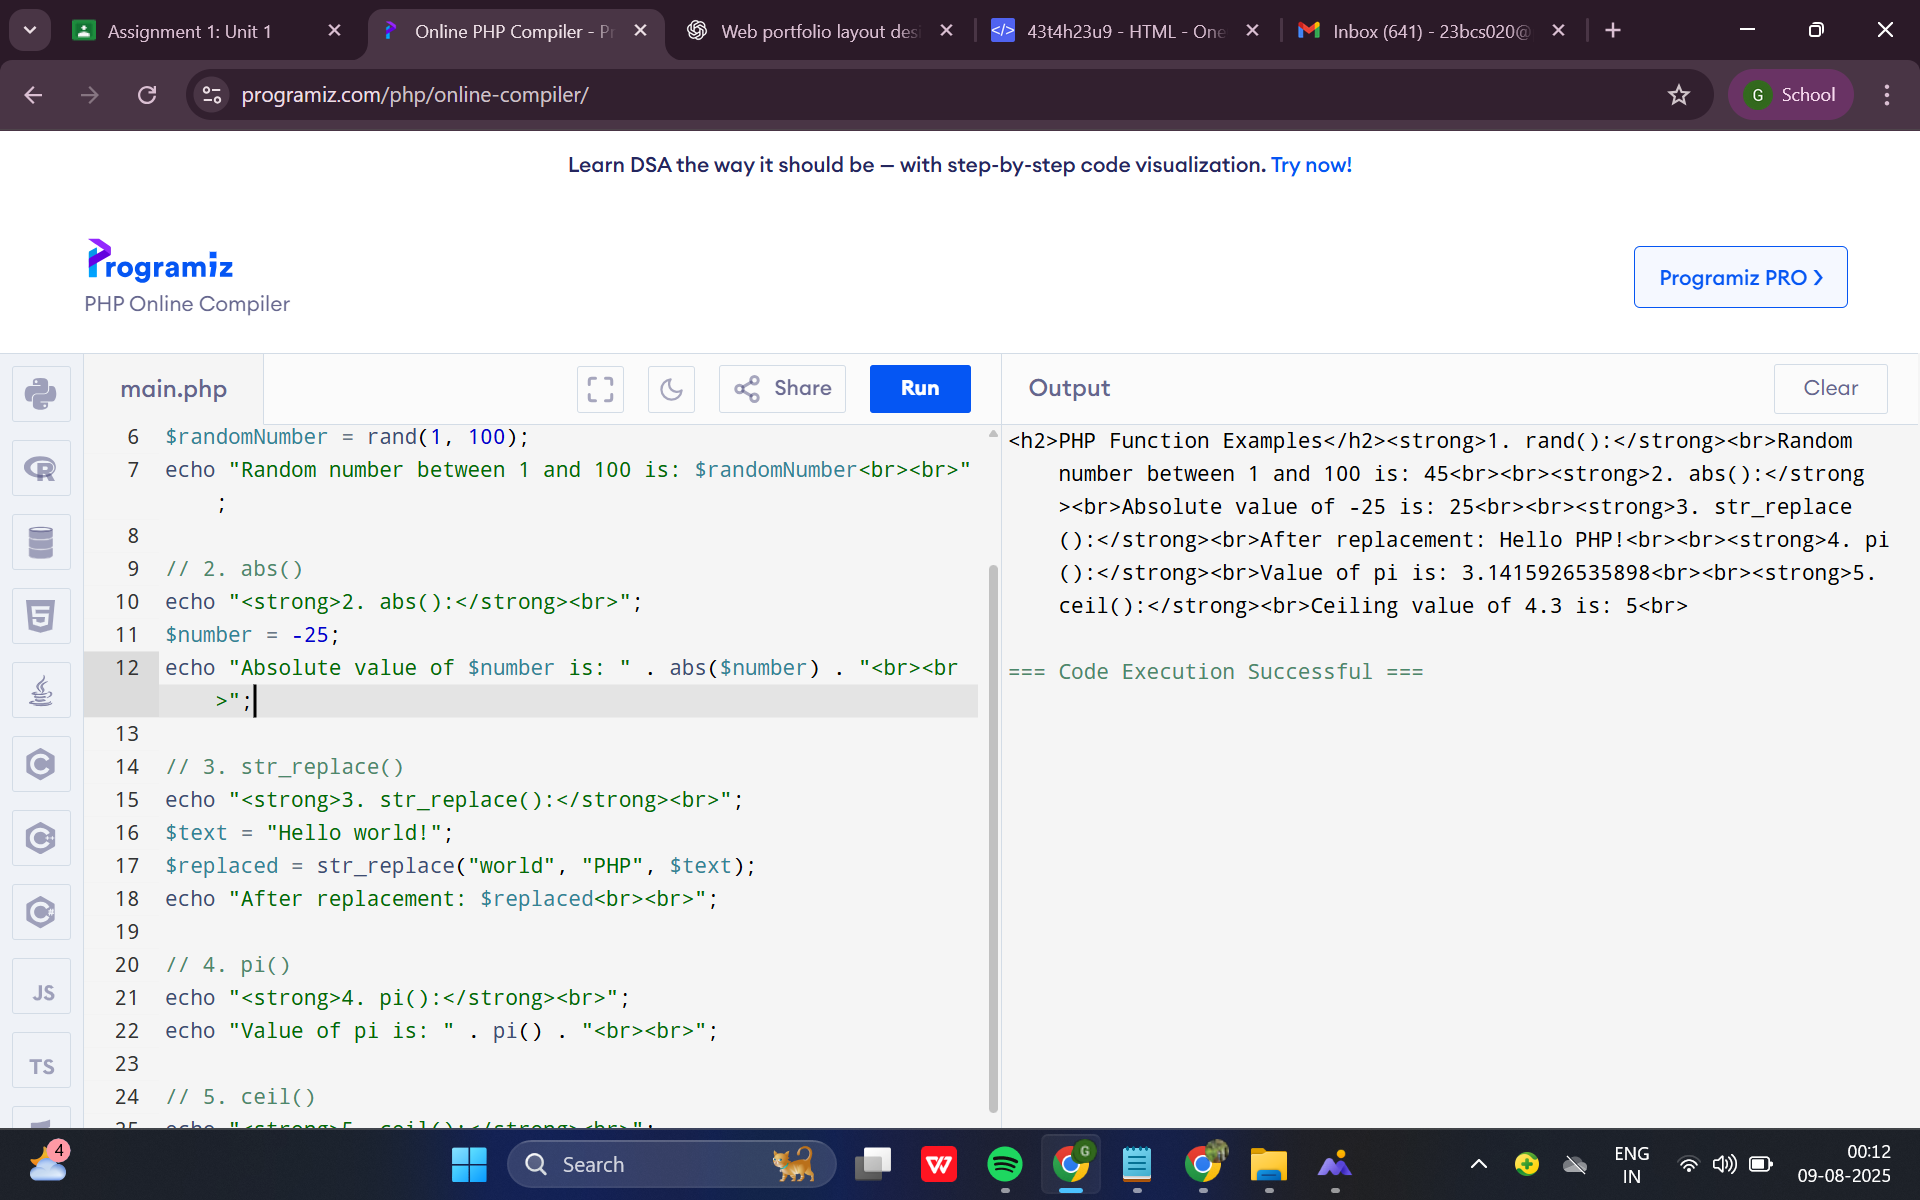 Assignment 1: Unit 1
Online PHP Compiler - Pr
Web portfolio layout desi
43t4h23u9 - HTML - One
Inbox (641) - 23bcs020@
programiz.com/php/online-compiler/
G School
Learn DSA the way it should be — with step-by-step code visualization. Try now!
Programiz
PHP Online Compiler
Programiz PRO
main.php
Share
Run
Output
Clear
6 $randomNumber = rand(1, 100);
7 echo "Random number between 1 and 100 is: $randomNumber<br><br>"
;
8
9 // 2. abs()
10 echo "<strong>2. abs():</strong><br>";
11 $number = -25;
12 echo "Absolute value of $number is: " . abs($number) . "<br><br
>";
13
14 // 3. str_replace()
15 echo "<strong>3. str_replace():</strong><br>";
16 $text = "Hello world!";
17 $replaced = str_replace("world", "PHP", $text);
18 echo "After replacement: $replaced<br><br>";
19
20 // 4. pi()
21 echo "<strong>4. pi():</strong><br>";
22 echo "Value of pi is: " . pi() . "<br><br>";
23
24 // 5. ceil()
25 echo "<strong>5. ceil():</strong><br>";
<h2>PHP Function Examples</h2><strong>1. rand():</strong><br>Random
number between 1 and 100 is: 45<br><br><strong>2. abs():</strong
><br>Absolute value of -25 is: 25<br><br><strong>3. str_replace
():</strong><br>After replacement: Hello PHP!<br><br><strong>4. pi
():</strong><br>Value of pi is: 3.1415926535898<br><br><strong>5.
ceil():</strong><br>Ceiling value of 4.3 is: 5<br>
=== Code Execution Successful ===
JS
TS
4
Search
G
ENG
IN
00:12
09-08-2025